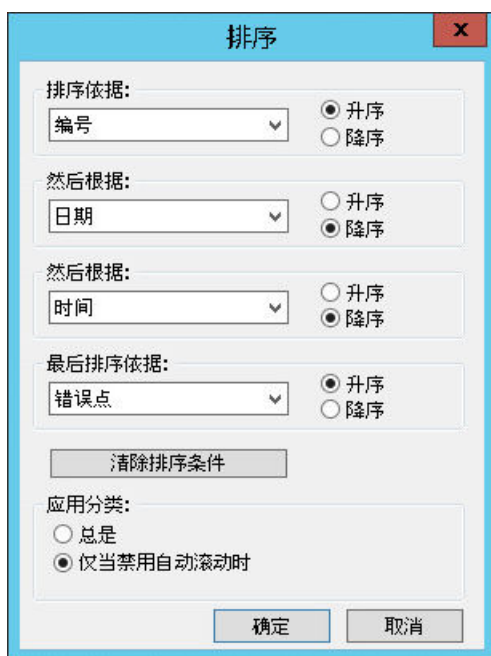 排序
x
排序依据:
编号
升序
降序
然后根据:
日期
升序
降序
然后根据:
时间
升序
降序
最后排序依据:
错误点
升序
降序
清除排序条件
应用分类:
总是
仅当禁用自动滚动时
确定 取消